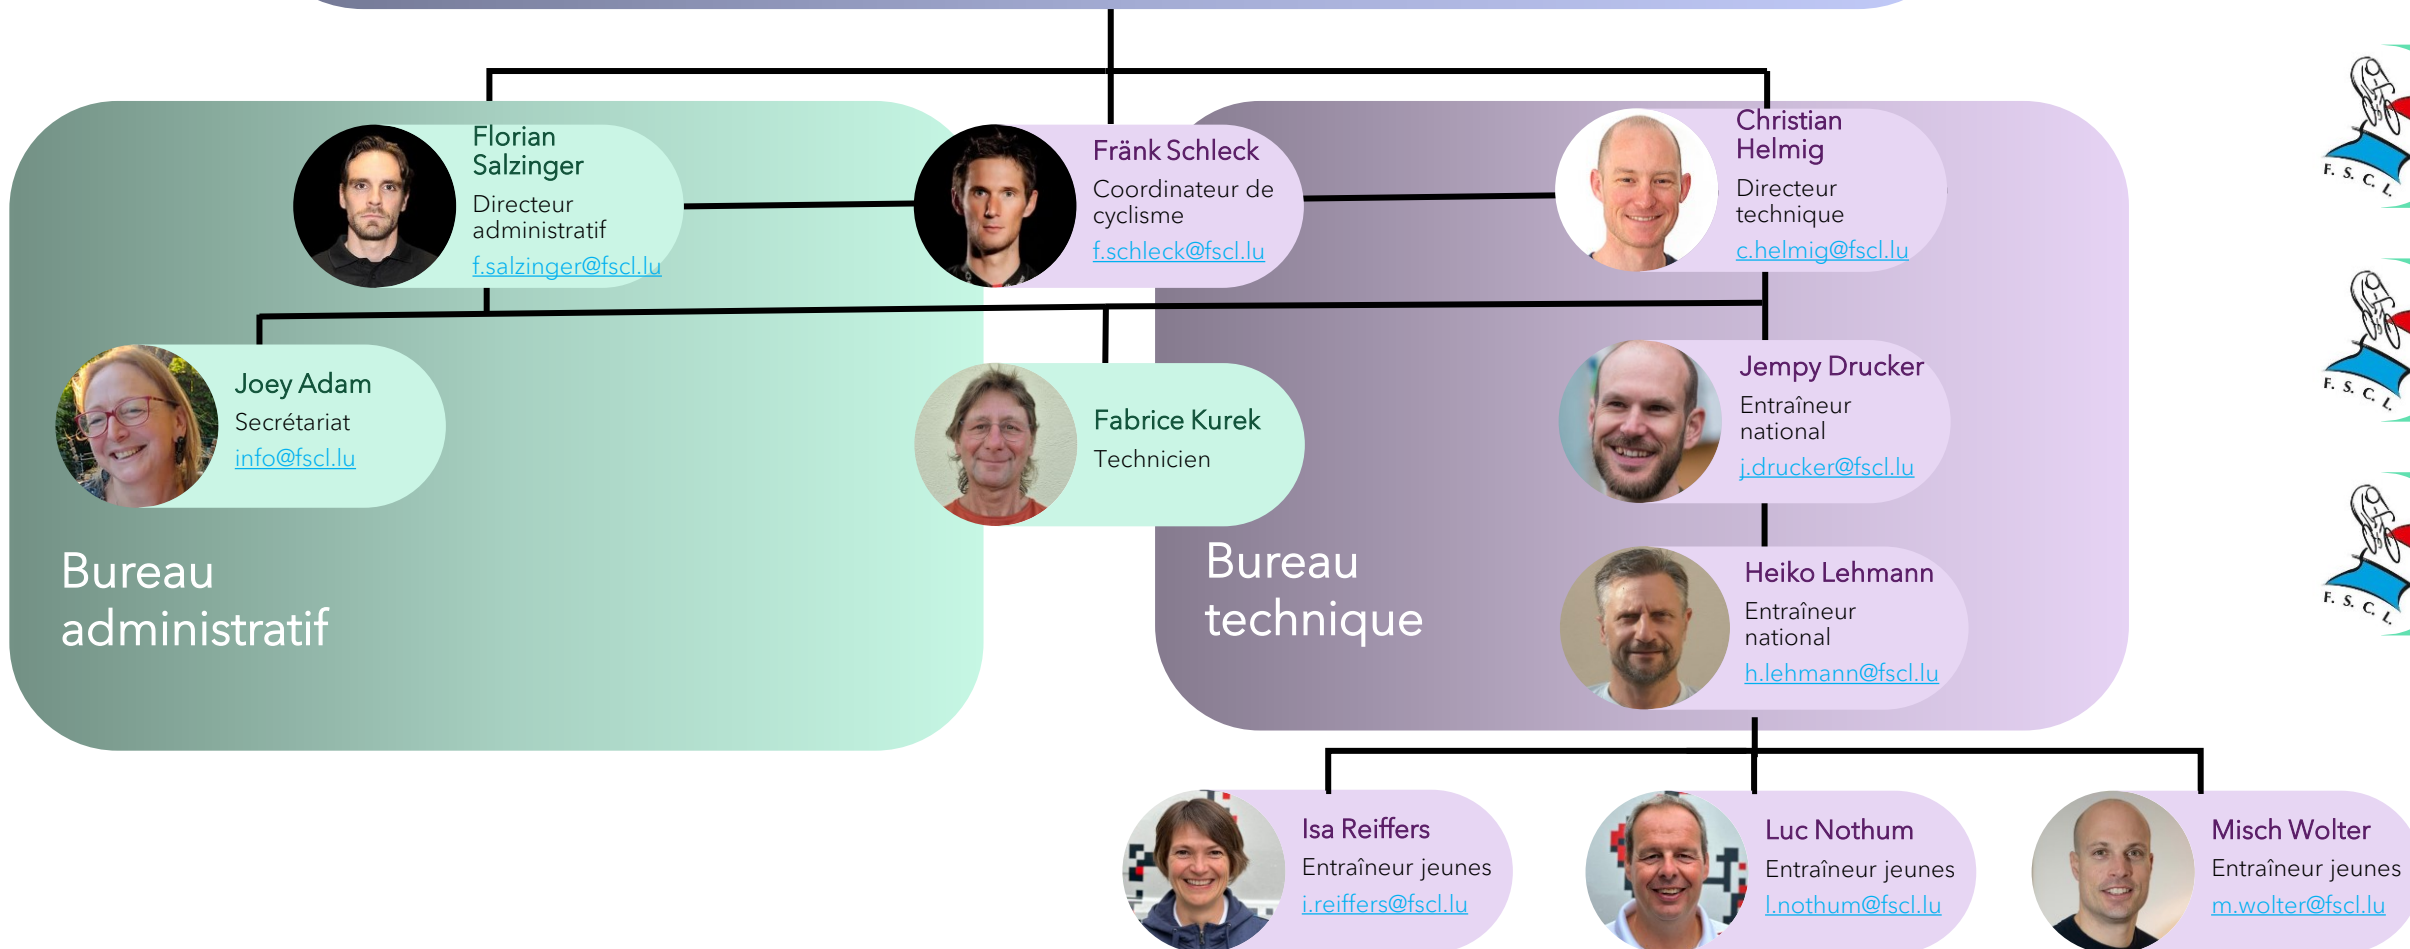 Florian
Salzinger
Directeur
administratif
f.salzinger@fscl.lu
Fränk Schleck
Coordinateur de
cyclisme
f.schleck@fscl.lu
Christian
Helmig
Directeur
technique
c.helmig@fscl.lu
F. S. C. L.
Joey Adam
Secrétariat
info@fscl.lu
Fabrice Kurek
Technicien
Jempy Drucker
Entraîneur
national
j.drucker@fscl.lu
F. S. C. L.
Bureau
administratif
Bureau
technique
Heiko Lehmann
Entraîneur
national
h.lehmann@fscl.lu
F. S. C. L.
Isa Reiffers
Entraîneur jeunes
i.reiffers@fscl.lu
Luc Nothum
Entraîneur jeunes
l.nothum@fscl.lu
Misch Wolter
Entraîneur jeunes
m.wolter@fscl.lu